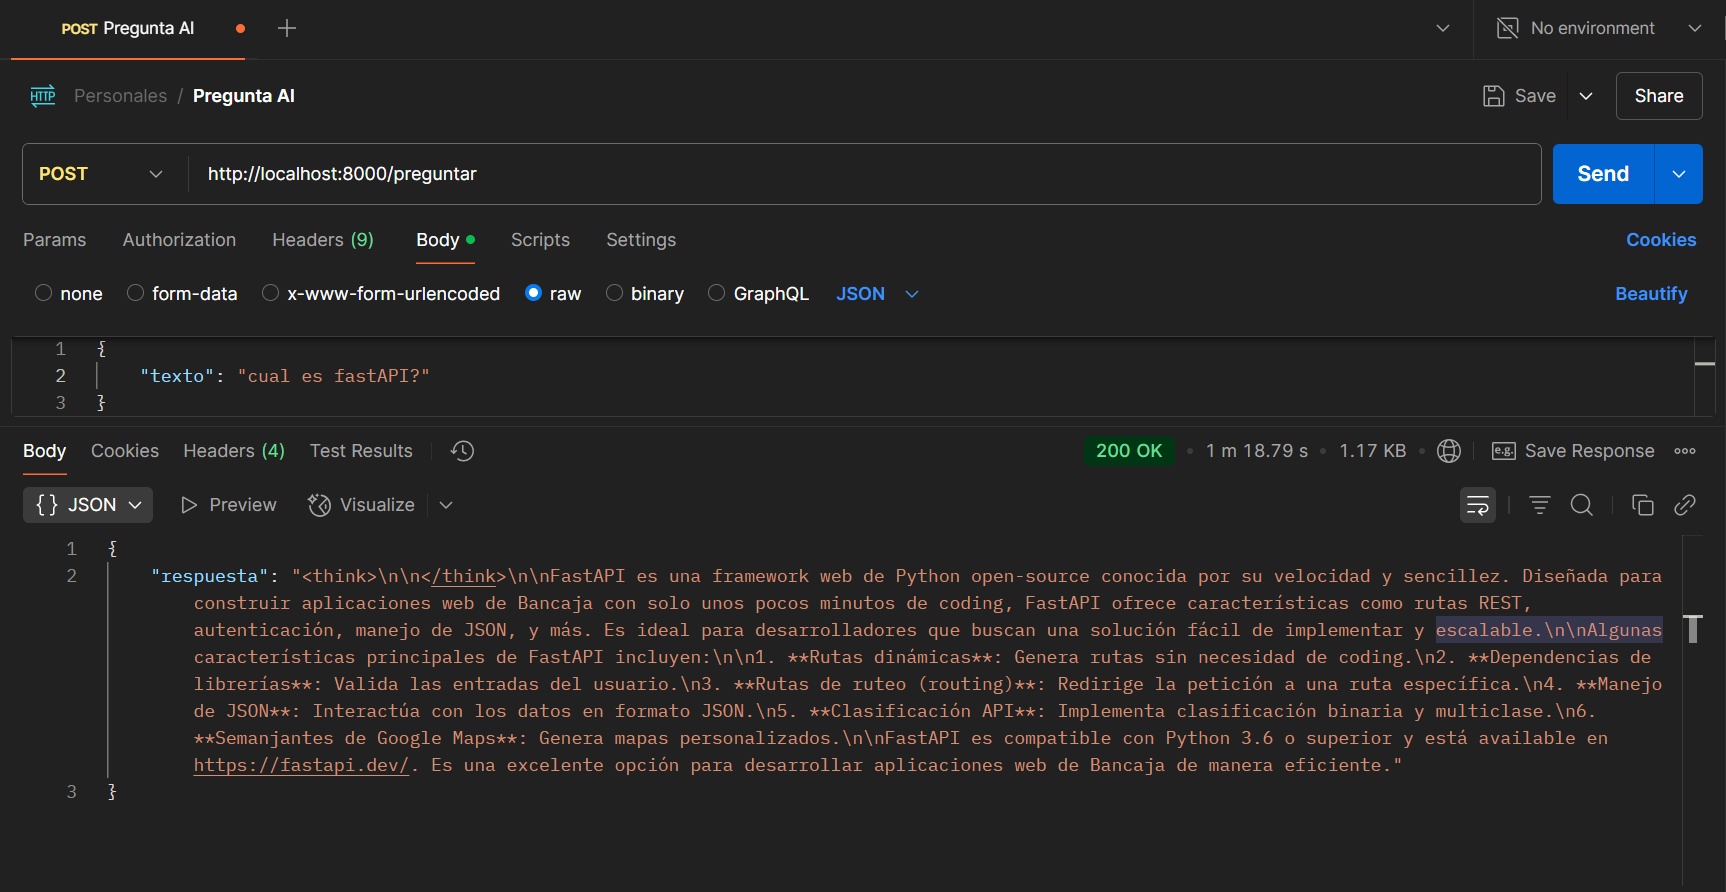 POST Pregunta AI
No environment
HTTP Personales / Pregunta AI
Save
Share
POST
http://localhost:8000/preguntar
Send
Params Authorization Headers (9) Body Scripts Settings
Cookies
none form-data x-www-form-urlencoded raw binary GraphQL JSON
Beautify
1 {
2 "texto": "cual es fastAPI?"
3 }
Body Cookies Headers (4) Test Results
200 OK • 1 m 18.79 s • 1.17 KB •
e.g. Save Response
{} JSON Preview Visualize
1 {
2 "respuesta": "<think>\n\n</think>\n\nFastAPI es una framework web de Python open-source conocida por su velocidad y sencillez. Diseñada para
construir aplicaciones web de Bancaja con solo unos pocos minutos de coding, FastAPI ofrece características como rutas REST,
autenticación, manejo de JSON, y más. Es ideal para desarrolladores que buscan una solución fácil de implementar y escalable.\n\nAlgunas
características principales de FastAPI incluyen:\n\n1. **Rutas dinámicas**: Genera rutas sin necesidad de coding.\n2. **Dependencias de
librerías**: Valida las entradas del usuario.\n3. **Rutas de ruteo (routing)**: Redirige la petición a una ruta específica.\n4. **Manejo
de JSON**: Interactúa con los datos en formato JSON.\n5. **Clasificación API**: Implementa clasificación binaria y multiclase.\n6.
**Semanjantes de Google Maps**: Genera mapas personalizados.\n\nFastAPI es compatible con Python 3.6 o superior y está available en
https://fastapi.dev/. Es una excelente opción para desarrollar aplicaciones web de Bancaja de manera eficiente."
3 }